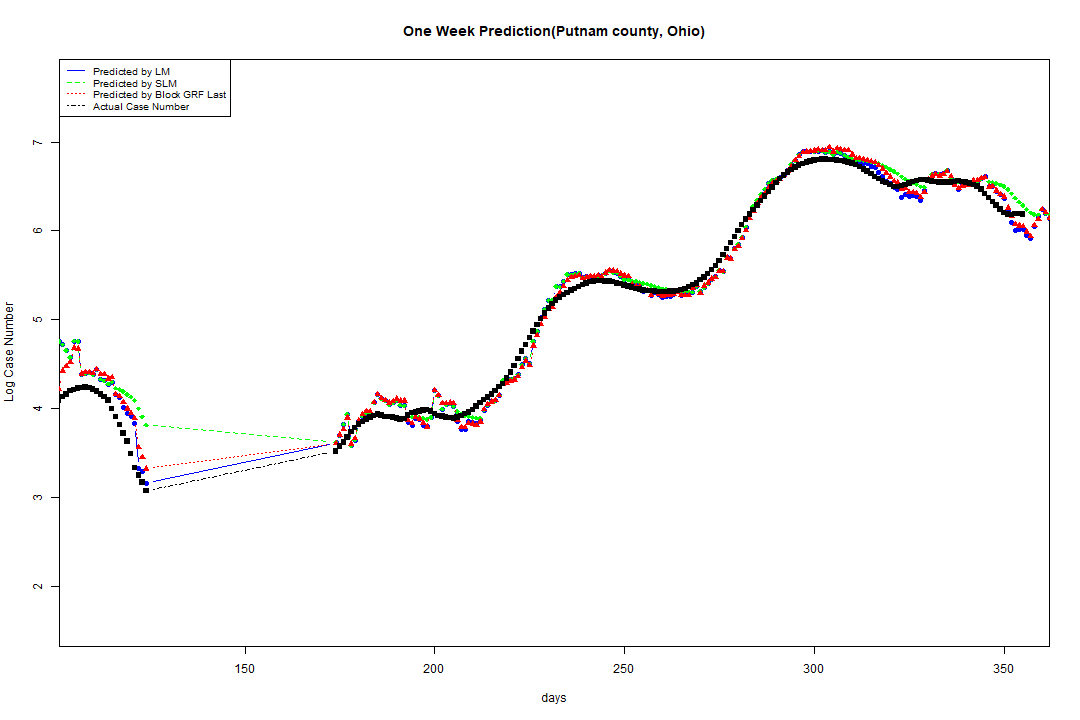 One Week Prediction(Putnam county, Ohio)
Predicted by LM
Predicted by SLM
Predicted by Block GRF Last
Actual Case Number
7
6
5
4
3
2
Log Case Number
150 200 250 300 350
days